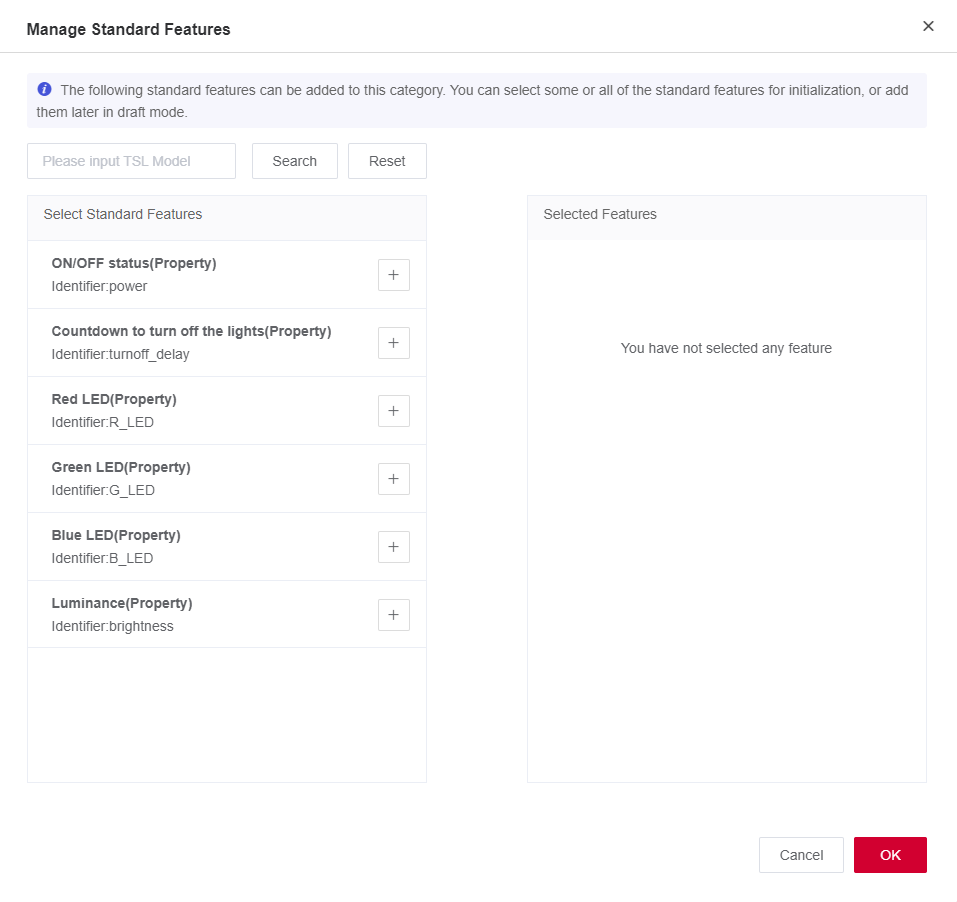 Manage Standard Features
The following standard features can be added to this category. You can select some or all of the standard features for initialization, or add
them later in draft mode.
Please input TSL Model
Search
Reset
Select Standard Features
ON/OFF status(Property)
Identifier:power
Countdown to turn off the lights(Property)
Identifier:turnoff_delay
Red LED(Property)
Identifier:R_LED
Green LED(Property)
Identifier:G_LED
Blue LED(Property)
Identifier:B_LED
Luminance(Property)
Identifier:brightness
Selected Features
You have not selected any feature
Cancel
OK